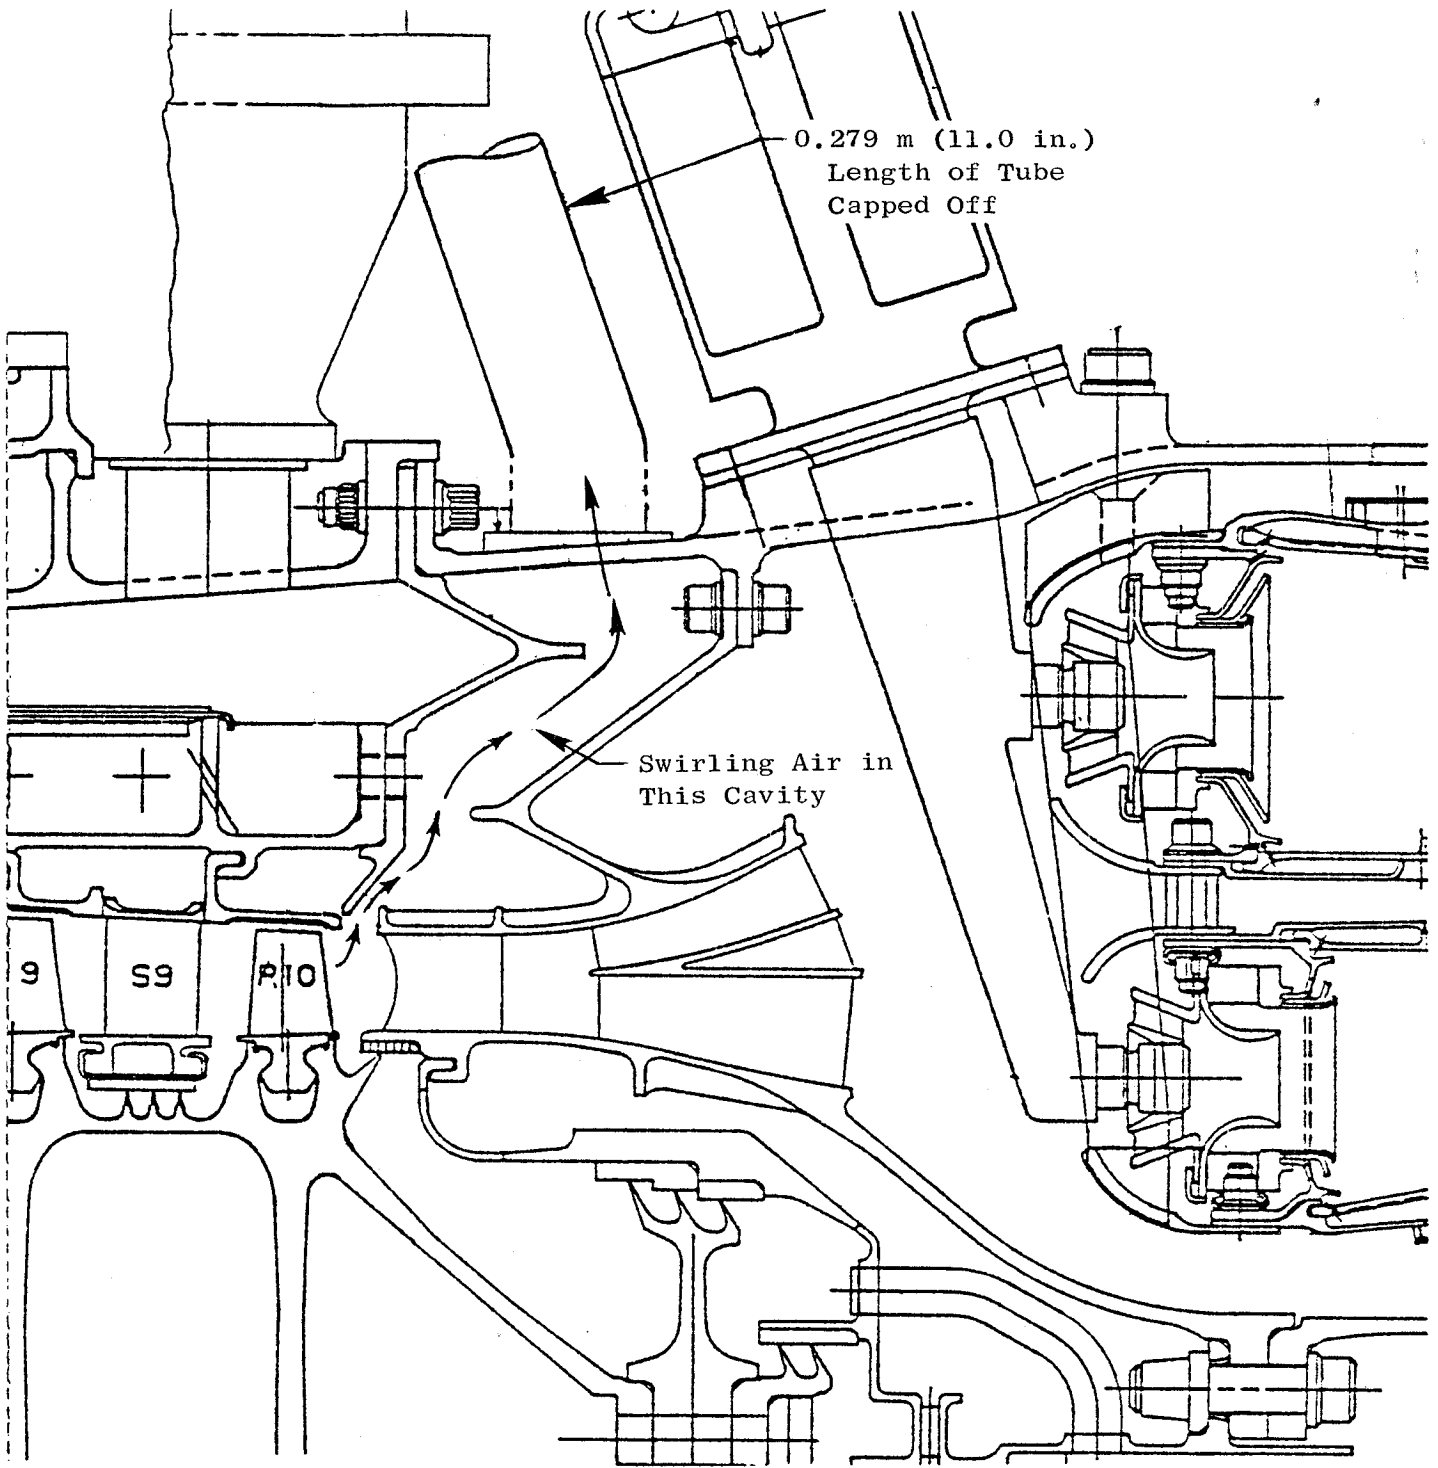 0.279 m (11.0 in.)
Length of Tube
Capped Off
Swirling Air in
This Cavity
9
S9
R10